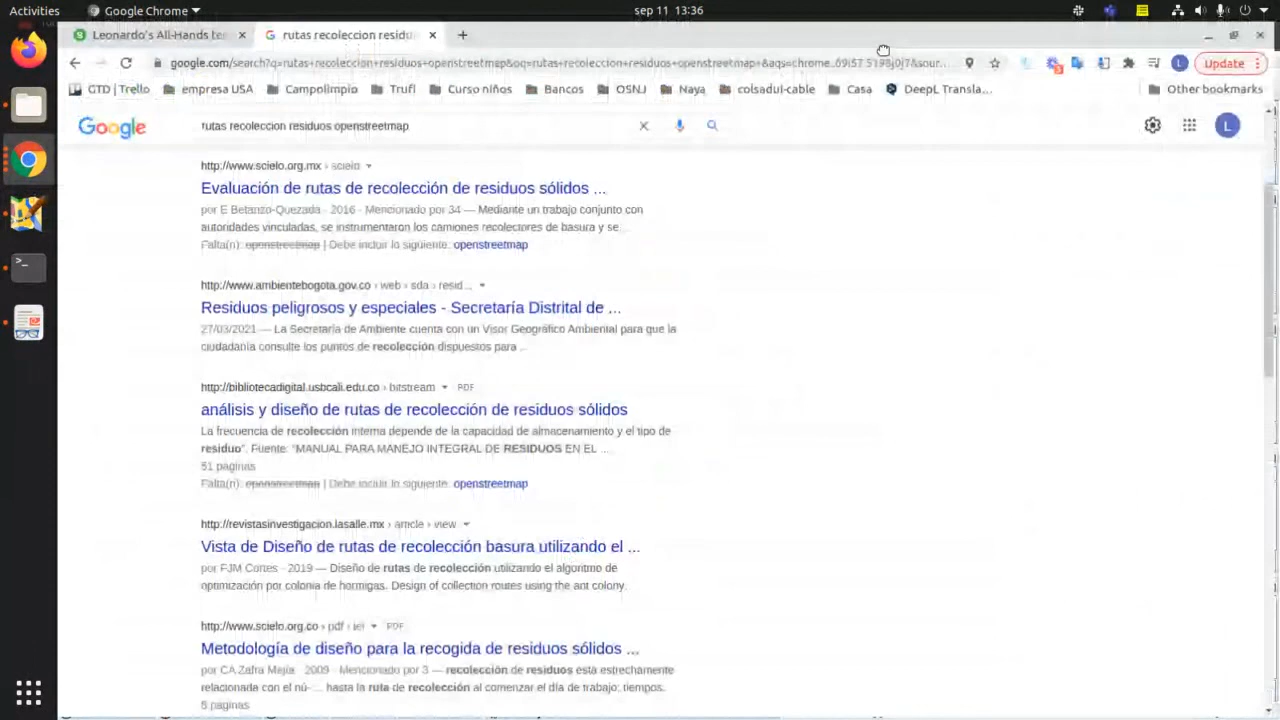 Activities
Google Chrome
sep 11 13:36
Leonardo's All-Hands
rutas recoleccion residu
google.com/search?q=rutas+recoleccion+residuos+openstreetmap&oq=rutas+recoleccion+residuos+openstreetmap+&aqs=chrome..
Update
GTD | Trello
empresa USA
Campolimpio
Trufi
Curso niños
Bancos
OSNJ
Naya
colsadul-cable
Casa
DeepL Transla...
Other bookmarks
Google
rutas recoleccion residuos openstreetmap
L
http://www.scielo.org.mx › scielo
Evaluación de rutas de recolección de residuos sólidos ...
por E Betanzo-Quezada · 2016 · Mencionado por 34 — Mediante un trabajo conjunto con
autoridades vinculadas, se instrumentaron los camiones recolectores de basura y se...
Falta(n): openstreetmap | Debe incluir lo siguiente: openstreetmap
http://www.ambientebogota.gov.co › web › sda › resid...
Residuos peligrosos y especiales - Secretaría Distrital de ...
27/03/2021 — La Secretaría de Ambiente cuenta con un Visor Geográfico Ambiental para que la
ciudadanía consulte los puntos de recolección dispuestos para ...
http://bibliotecadigital.usbcali.edu.co › bitstream PDF
análisis y diseño de rutas de recolección de residuos sólidos
La frecuencia de recolección interna depende de la capacidad de almacenamiento y el tipo de
residuo". Fuente: "MANUAL PARA MANEJO INTEGRAL DE RESIDUOS EN EL ...
51 páginas
Falta(n): openstreetmap | Debe incluir lo siguiente: openstreetmap
http://revistasinvestigacion.lasalle.mx › article › view
Vista de Diseño de rutas de recolección basura utilizando el ...
por FJM Cortes · 2019 — Diseño de rutas de recolección utilizando el algoritmo de
optimización por colonia de hormigas. Design of collection routes using the ant colony.
http://www.scielo.org.co › pdf › iei PDF
Metodología de diseño para la recogida de residuos sólidos ...
por CA Zafra Mejía · 2009 · Mencionado por 3 — recolección de residuos está estrechamente
relacionada con el nú- ... hasta la ruta de recolección al comenzar el día de trabajo; tiempos.
8 páginas